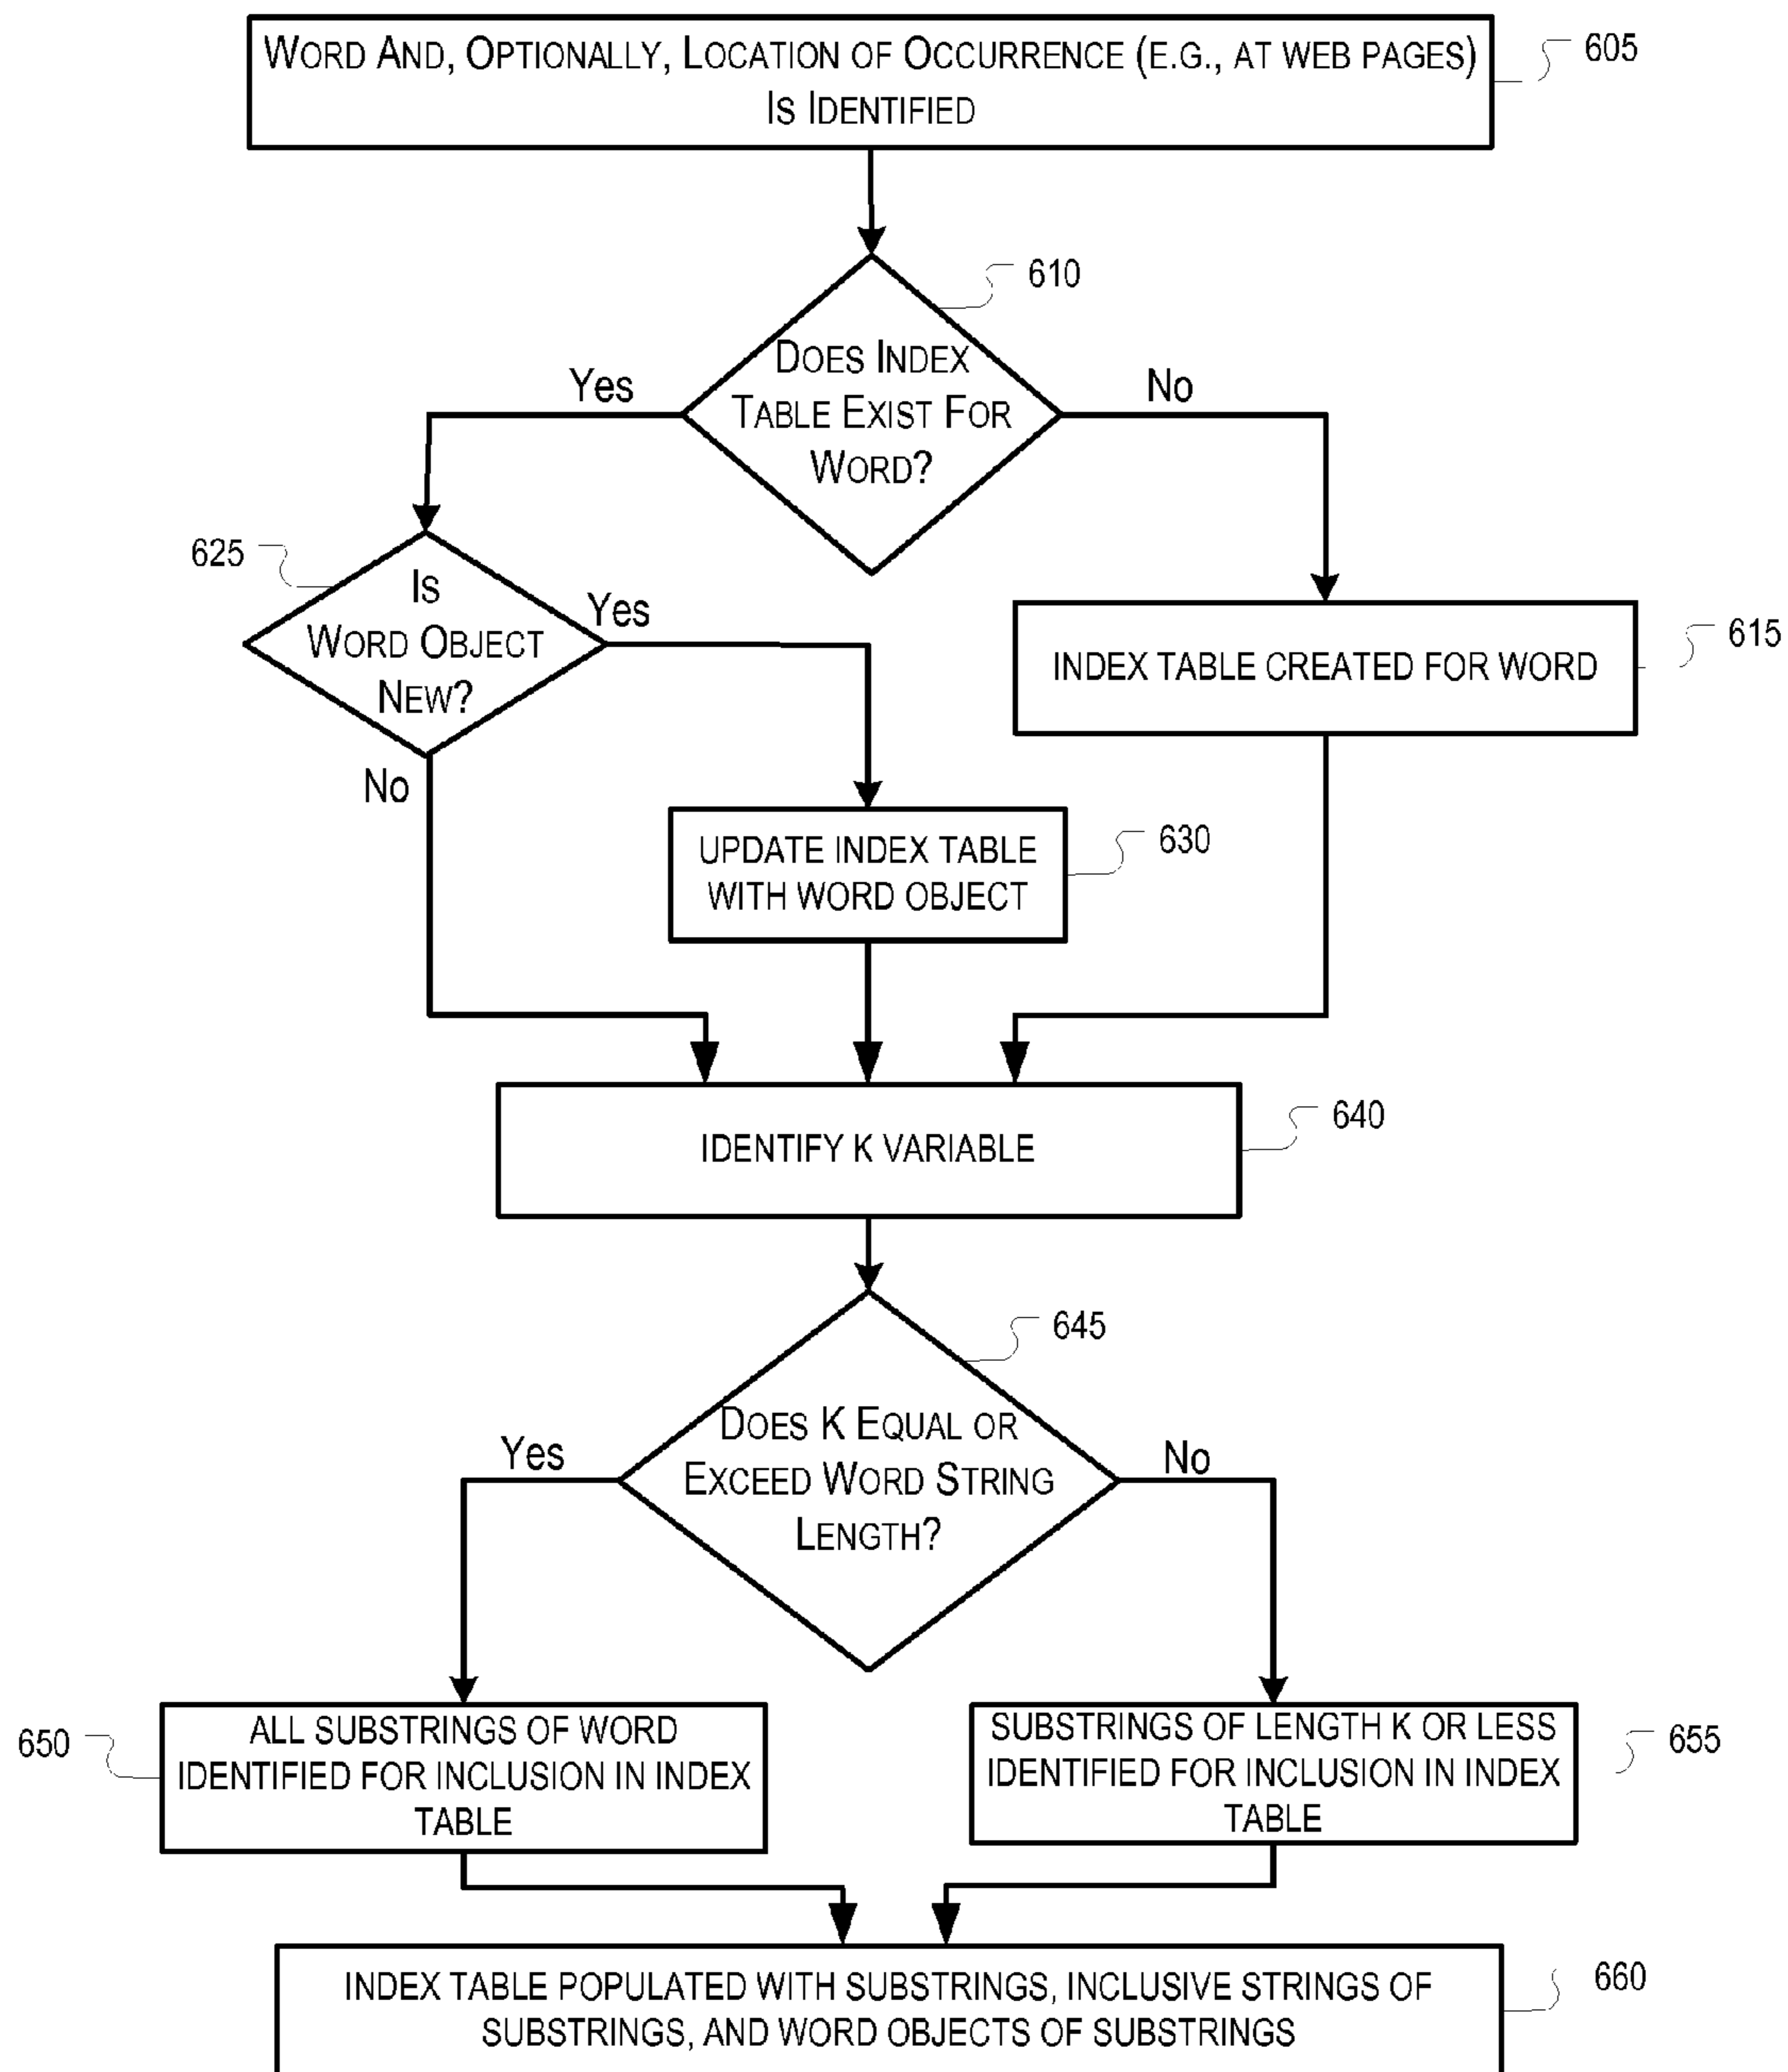 Word And, Optionally, Location of Occurrence (e.g., at web pages)
Is Identified
605
610
Does Index
Table Exist For
Word?
Yes
No
625
Is
Word Object
New?
Yes
No
615
INDEX TABLE CREATED FOR WORD
UPDATE INDEX TABLE
WITH WORD OBJECT
630
IDENTIFY K VARIABLE
640
645
Does K Equal or
Exceed Word String
Length?
Yes
No
650
ALL SUBSTRINGS OF WORD
IDENTIFIED FOR INCLUSION IN INDEX
TABLE
SUBSTRINGS OF LENGTH K OR LESS
IDENTIFIED FOR INCLUSION IN INDEX
TABLE
655
INDEX TABLE POPULATED WITH SUBSTRINGS, INCLUSIVE STRINGS OF
SUBSTRINGS, AND WORD OBJECTS OF SUBSTRINGS
660